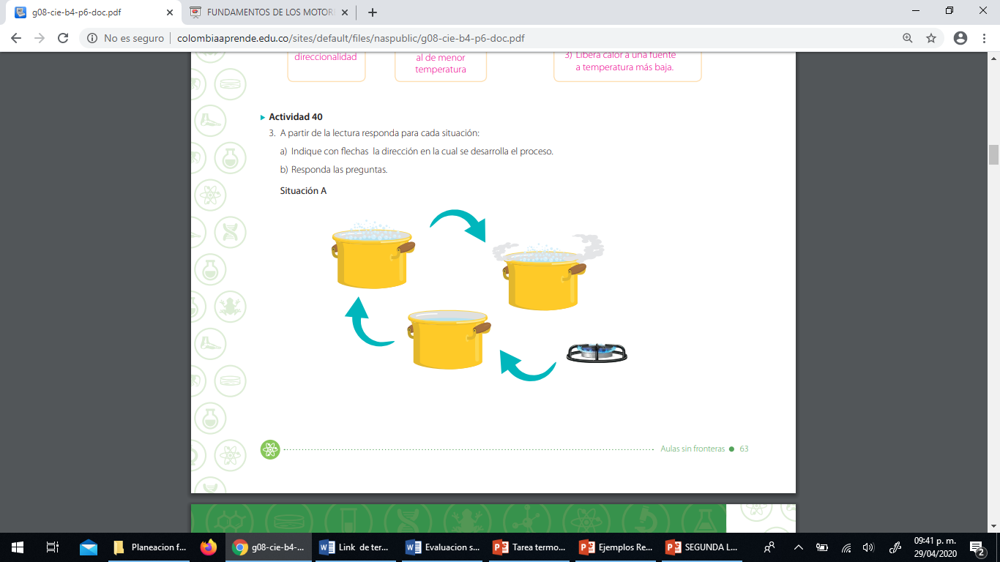 g08-cie-b4-p6-doc.pdf
FUNDAMENTOS DE LOS MOTOR
No es seguro
colombiaaprende.edu.co/sites/default/files/naspublic/g08-cie-b4-p6-doc.pdf
direccionalidad
al de menor
temperatura
3) Libera calor a una fuente
a temperatura más baja.
Actividad 40
3. A partir de la lectura responda para cada situación:
a) Indique con flechas la dirección en la cual se desarrolla el proceso.
b) Responda las preguntas.
Situación A
Aulas sin fronteras
63
Planeacion f...
g08-cie-b4-...
Link de ter...
Evaluacion s...
Tarea termo...
Ejemplos Re...
SEGUNDA L...
09:41 p. m.
29/04/2020
2